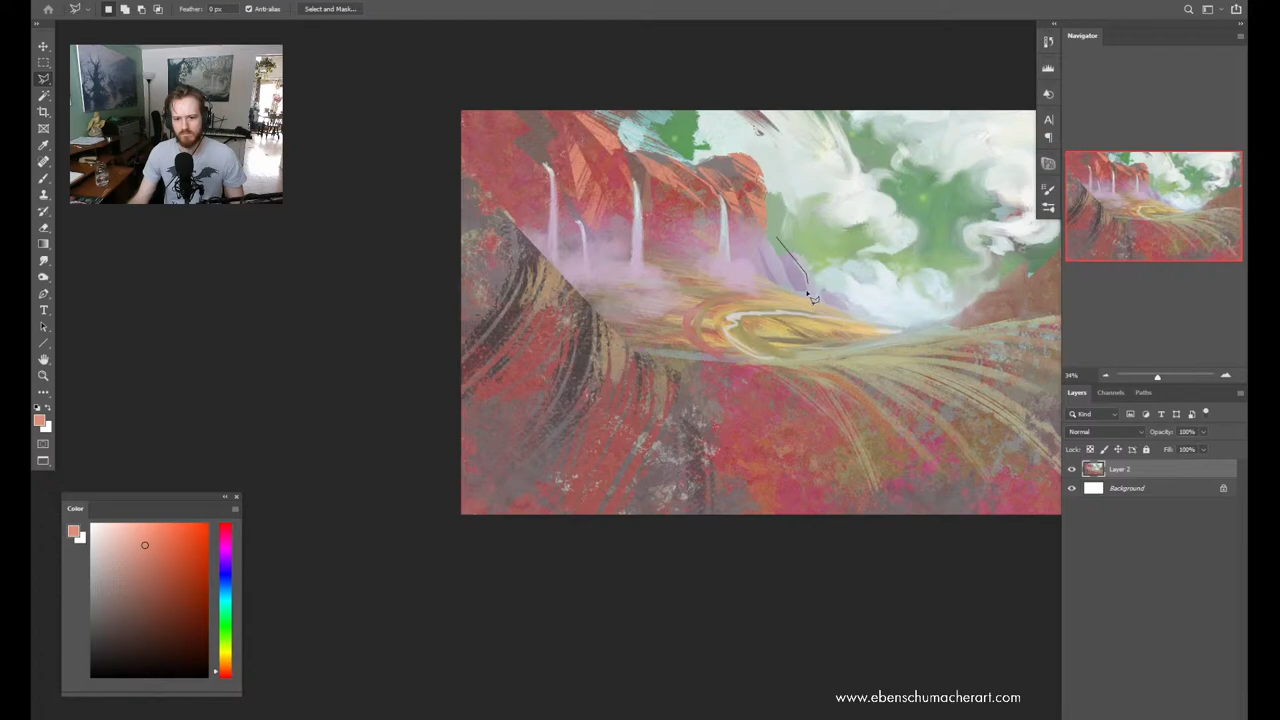 Feather: 0 px Anti-alias Select and Mask...
Navigator
34%
Layers Channels Paths
Kind
Normal Opacity: 100%
Lock: Fill: 100%
Layer 2
Background
Color
www.ebenschumacherart.com